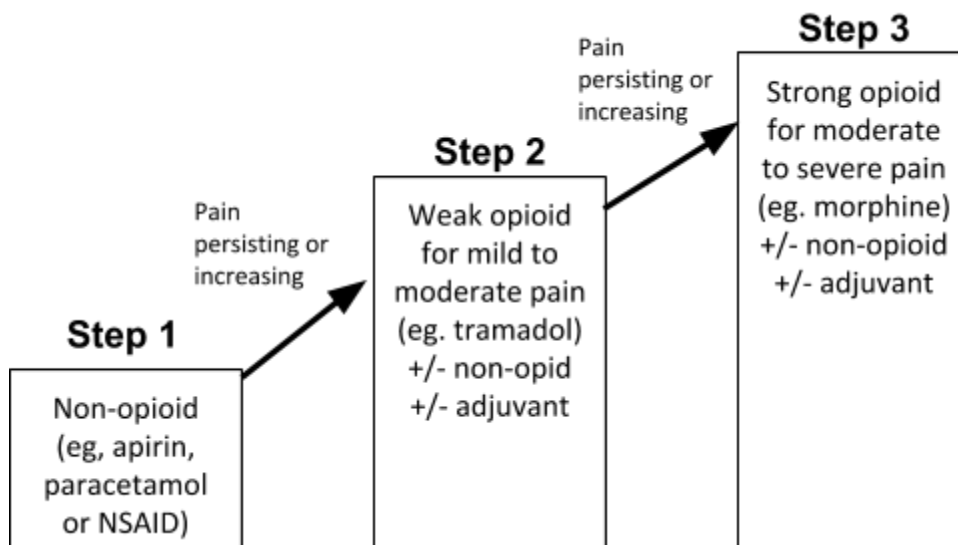 Step 1
Non-opioid
(eg, apirin,
paracetamol
or NSAID)
Pain
persisting or
increasing
Step 2
Weak opioid
for mild to
moderate pain
(eg. tramadol)
+/- non-opid
+/- adjuvant
Pain
persisting or
increasing
Step 3
Strong opioid
for moderate
to severe pain
(eg. morphine)
+/- non-opioid
+/- adjuvant